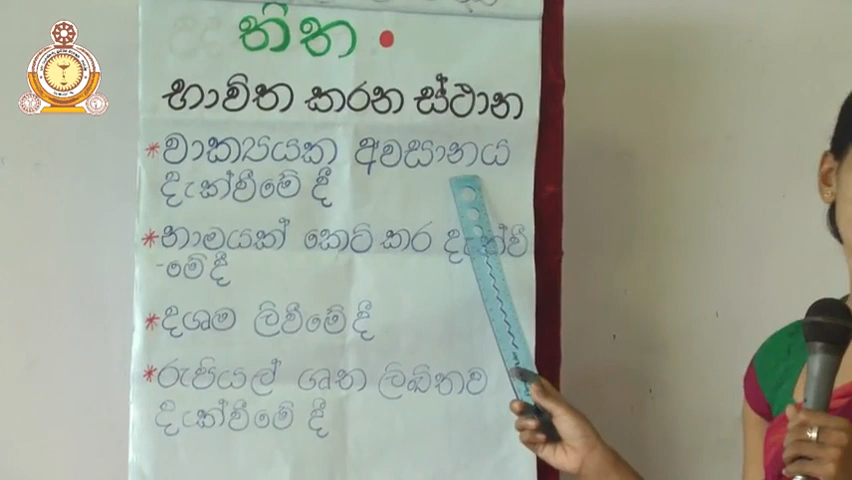 තිත •
භාවිත කරන ස්ථාන
*වාක්‍යයක අවසානය
දැක්වීමේ දී
*නාමයක් කෙටි කර දැක්වී
-මේදී
*දශම ලිවීමේ දී
*රුපියල් ශත ලිඛිතව
දැක්වීමේ දී